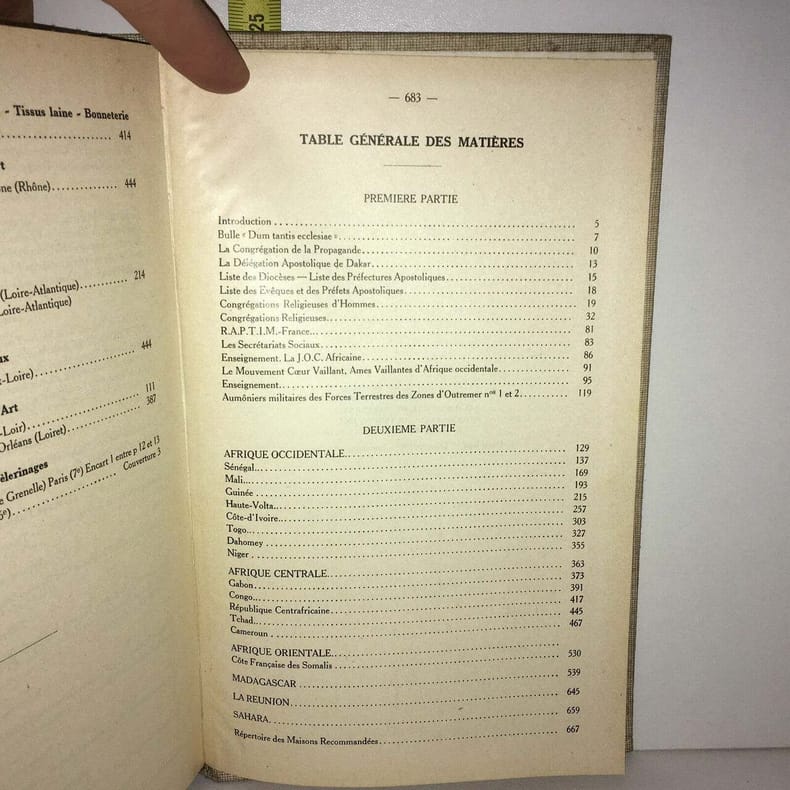 25
- Tissus laine - Bonneterie
414
t
ne (Rhône) 444
214
(Loire-Atlantique)
Loire-Atlantique)
ux
444
-Loire)
111
Art
387
-Loir)
Orléans (Loiret)
èlerinages
e Grenelle) Paris (7e) Encart 1 entre p 12 et 13
Couverture 3
— 683 —
TABLE GÉNÉRALE DES MATIÈRES
PREMIERE PARTIE
Introduction 5
Bulle « Dum tantis ecclesiae » 7
La Congrégation de la Propagande 10
La Délégation Apostolique de Dakar 13
Liste des Diocèses — Liste des Préfectures Apostoliques 15
Liste des Evêques et des Préfets Apostoliques 18
Congrégations Religieuses d'Hommes 19
Congrégations Religieuses 32
R.A.P.T.I.M.-France 81
Les Secrétariats Sociaux 83
Enseignement. La J.O.C. Africaine 86
Le Mouvement Cœur Vaillant, Ames Vaillantes d'Afrique occidentale 91
Enseignement 95
Aumôniers militaires des Forces Terrestres des Zones d'Outremer nos 1 et 2 119
DEUXIEME PARTIE
AFRIQUE OCCIDENTALE 129
Sénégal 137
Mali 169
Guinée 193
Haute-Volta 215
Côte-d'Ivoire 257
Togo 303
Dahomey 327
Niger 355
AFRIQUE CENTRALE 363
Gabon 373
Congo 391
République Centrafricaine 417
Tchad 445
Cameroun 467
AFRIQUE ORIENTALE
Côte Française des Somalis 530
MADAGASCAR 539
LA REUNION 645
SAHARA 659
Répertoire des Maisons Recommandées 667